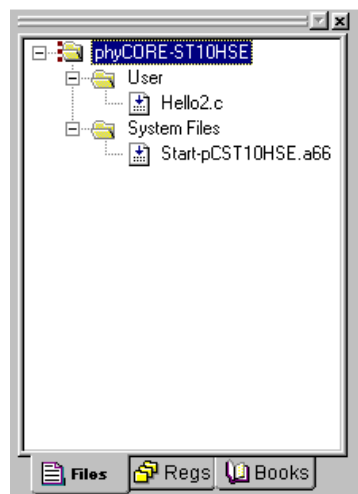 phyCORE-ST10HSE
User
Hello2.c
System Files
Start-pCST10HSE.a66
Files Regs Books